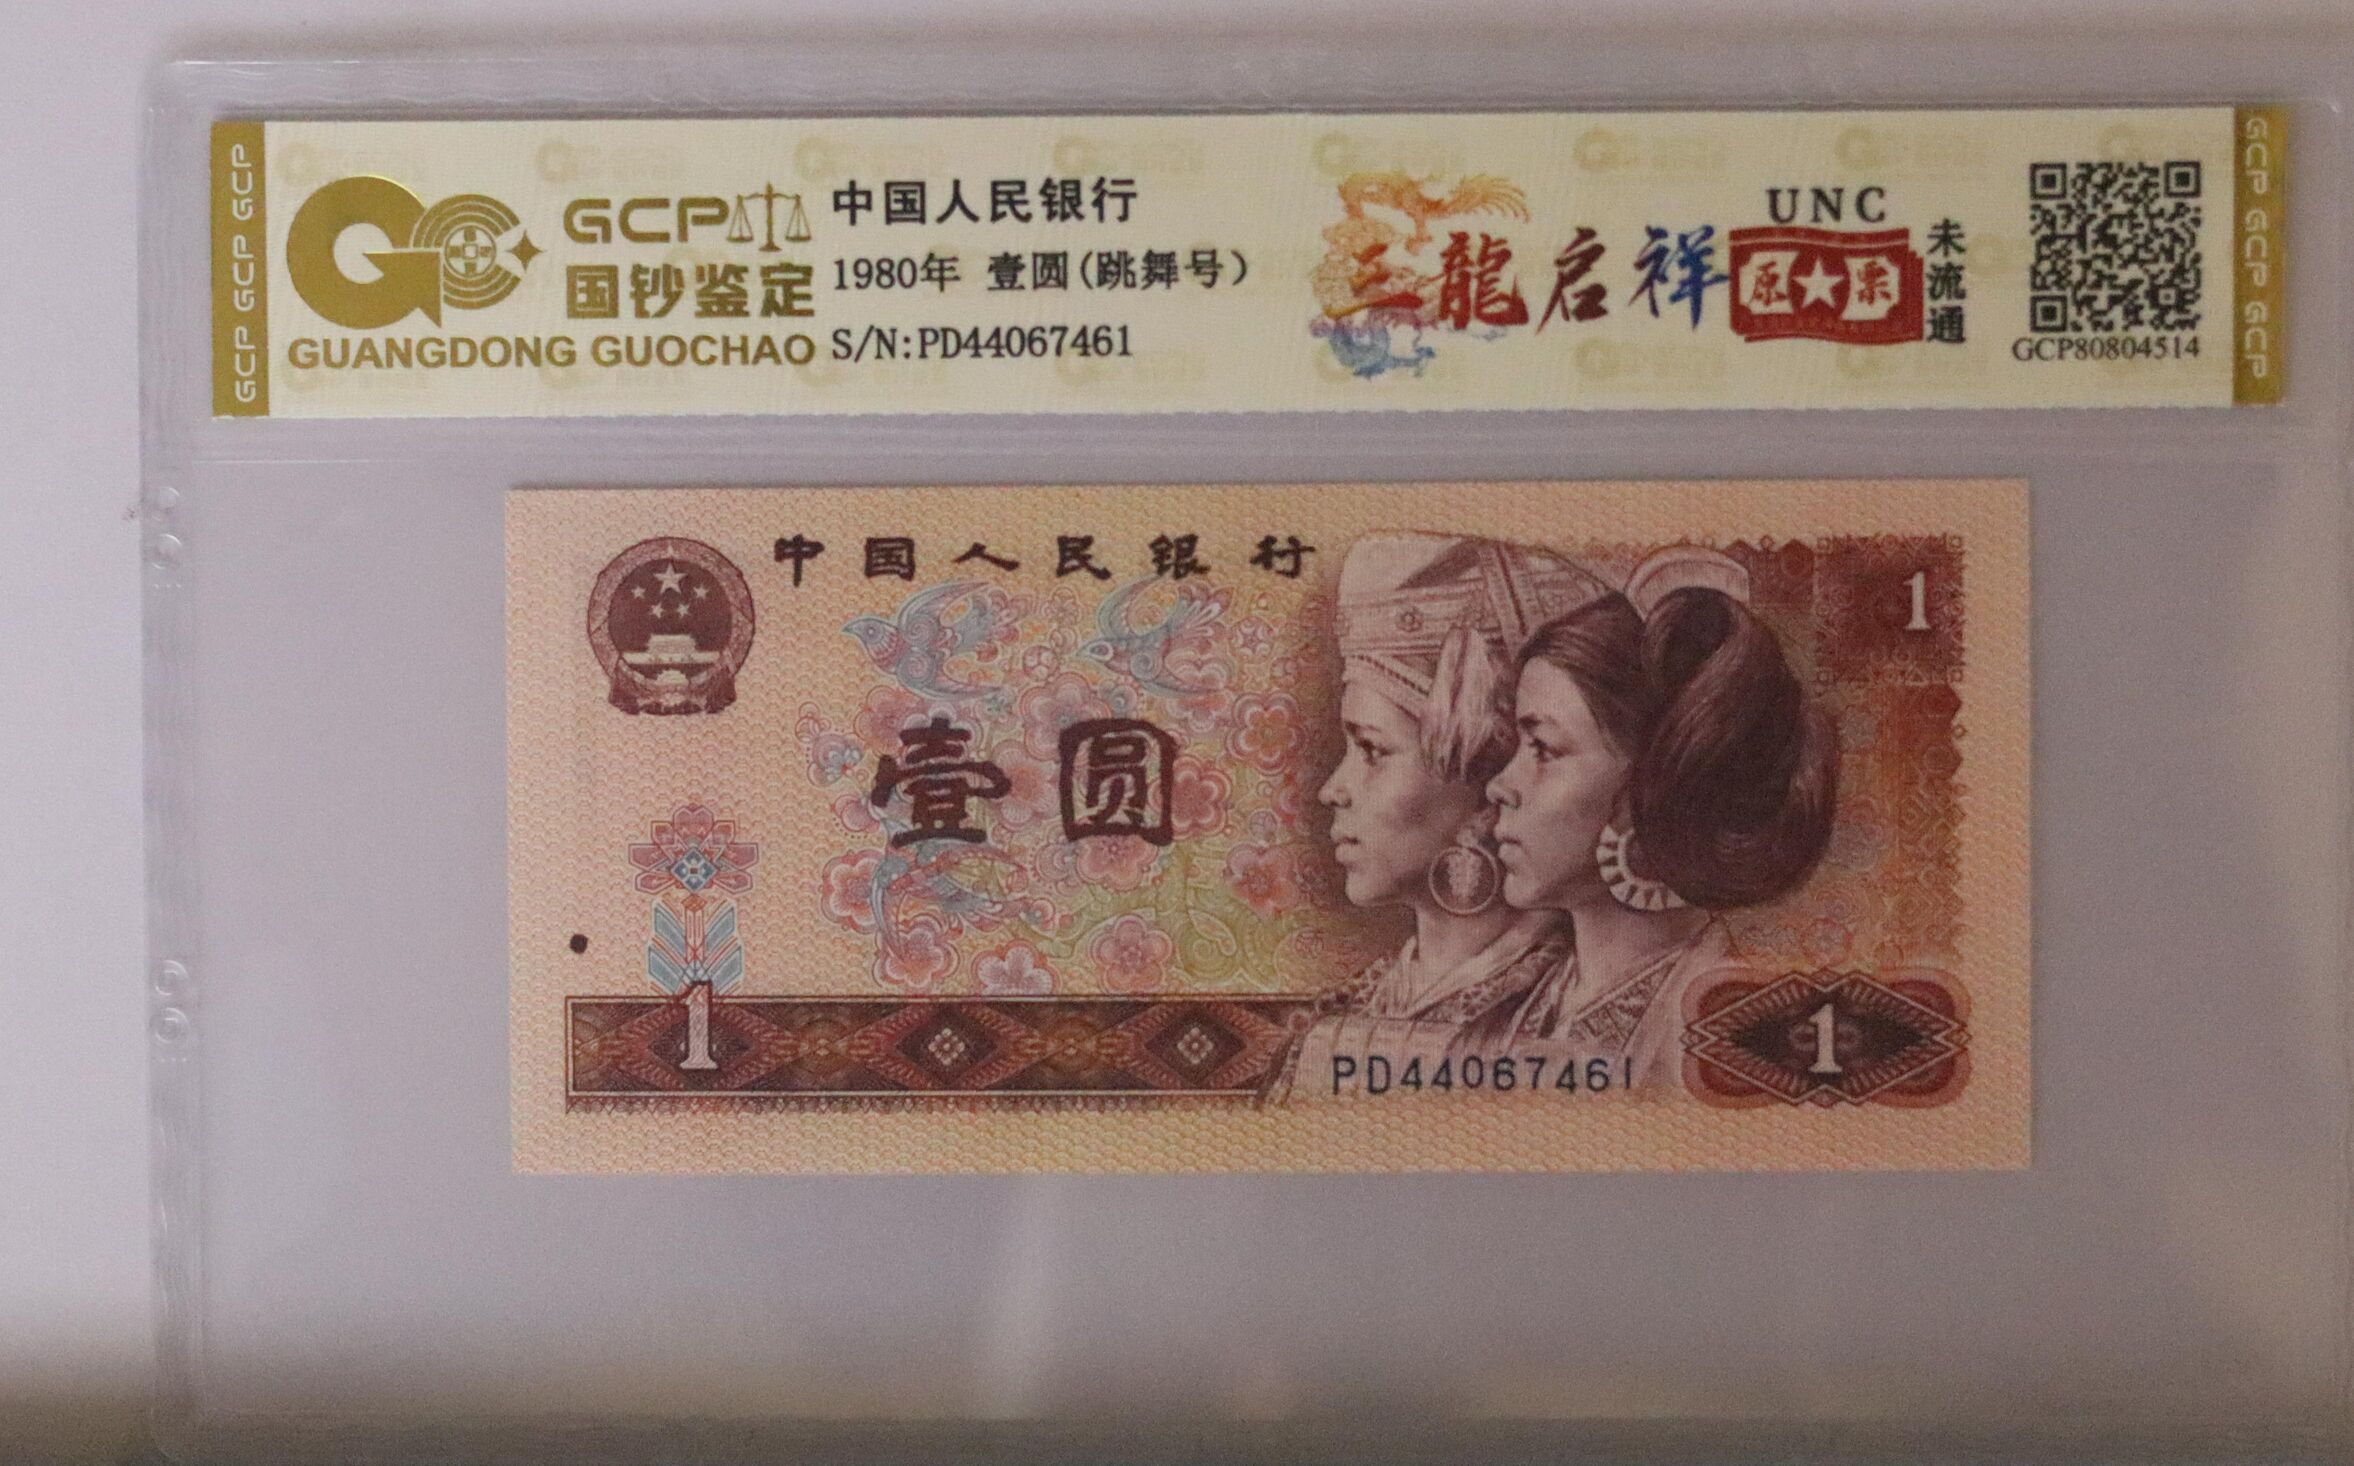 GCP GCP GCP
GCP
国钞鉴定
GUANGDONG GUOCHAO
中国人民银行
1980年 壹圆(跳舞号)
S/N:PD44067461
三龍启祥
UNC
原★票
未流通
GCP80804514
GCP GCP GCP
中国人民银行
1
壹圆
1
1
PD44067461